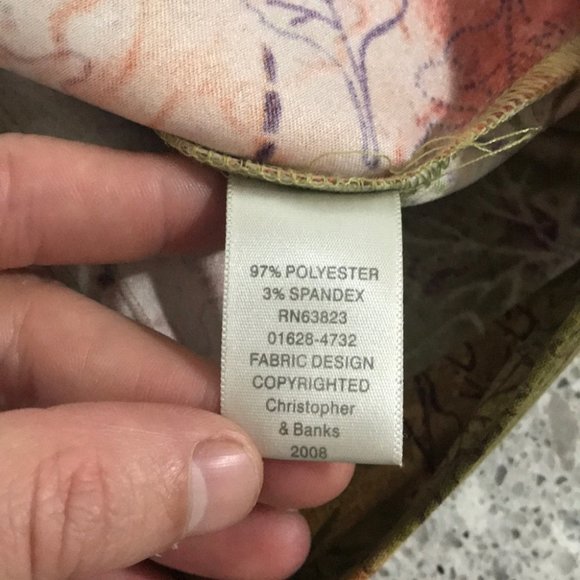 97% POLYESTER
3% SPANDEX
RN63823
01628-4732
FABRIC DESIGN
COPYRIGHTED
Christopher
& Banks
2008